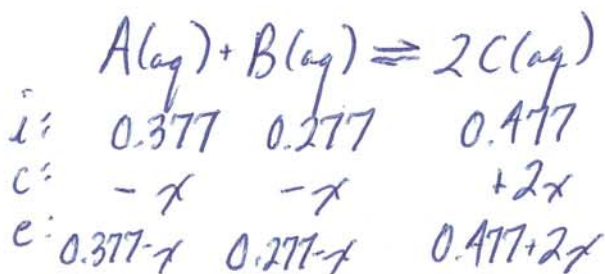 A(aq) + B(aq) ⇌ 2C(aq)
i: 0.377 0.277 0.477
c: -x -x +2x
e: 0.377-x 0.277-x 0.477+2x